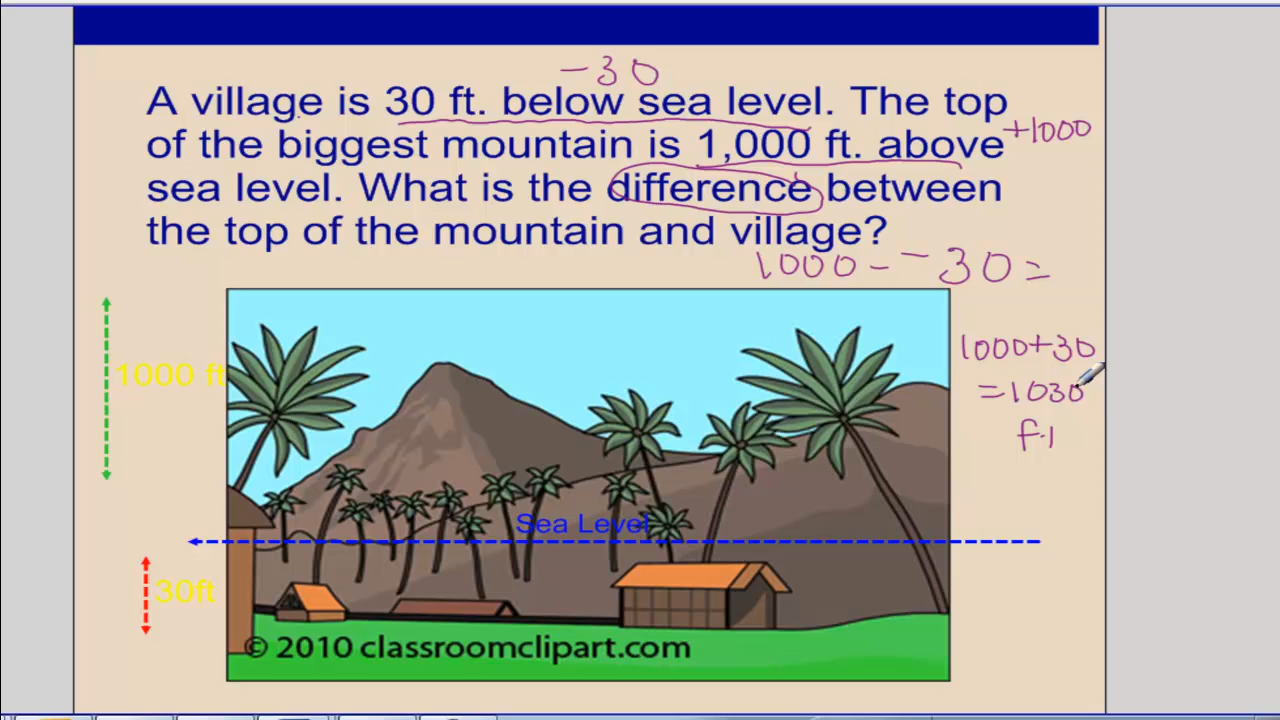 -30
A village is 30 ft. below sea level. The top
of the biggest mountain is 1,000 ft. above
+1000
sea level. What is the difference between
the top of the mountain and village?
1000 - -30 =
1000+30
=1030
1000 ft
Sea Level
30ft
© 2010 classroomclipart.com